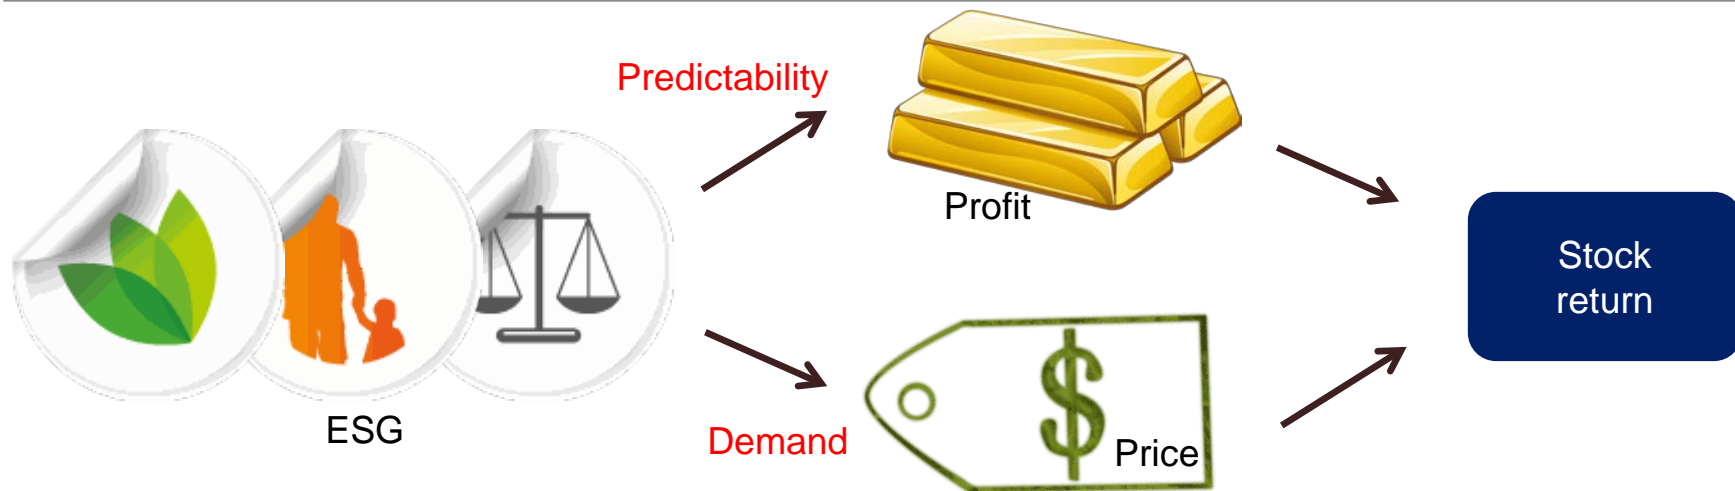 Predictability
Profit
Stock
return
ESG
Demand
$
Price